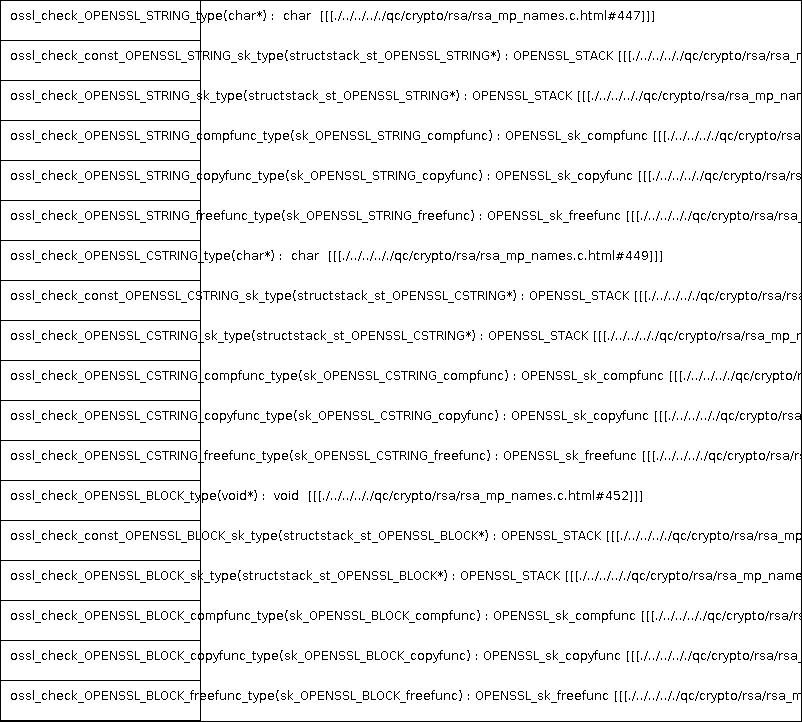 ossl_check_OPENSSL_STRING_type(char*) : char [[[./../../../qc/crypto/rsa/rsa_mp_names.c.html#447]]]
ossl_check_const_OPENSSL_STRING_sk_type(structstack_st_OPENSSL_STRING*) : OPENSSL_STACK [[[./../../../qc/crypto/rsa/rsa_m
ossl_check_OPENSSL_STRING_sk_type(structstack_st_OPENSSL_STRING*) : OPENSSL_STACK [[[./../../../qc/crypto/rsa/rsa_mp_nam
ossl_check_OPENSSL_STRING_compfunc_type(sk_OPENSSL_STRING_compfunc) : OPENSSL_sk_compfunc [[[./../../../qc/crypto/rsa
ossl_check_OPENSSL_STRING_copyfunc_type(sk_OPENSSL_STRING_copyfunc) : OPENSSL_sk_copyfunc [[[./../../../qc/crypto/rsa
ossl_check_OPENSSL_STRING_freefunc_type(sk_OPENSSL_STRING_freefunc) : OPENSSL_sk_freefunc [[[./../../../qc/crypto/rsa/rsa_
ossl_check_OPENSSL_CSTRING_type(char*) : char [[[./../../../qc/crypto/rsa/rsa_mp_names.c.html#449]]]
ossl_check_const_OPENSSL_CSTRING_sk_type(structstack_st_OPENSSL_CSTRING*) : OPENSSL_STACK [[[./../../../qc/crypto/rsa/rsa
ossl_check_OPENSSL_CSTRING_sk_type(structstack_st_OPENSSL_CSTRING*) : OPENSSL_STACK [[[./../../../qc/crypto/rsa/rsa_mp_n
ossl_check_OPENSSL_CSTRING_compfunc_type(sk_OPENSSL_CSTRING_compfunc) : OPENSSL_sk_compfunc [[[./../../../qc/crypto/r
ossl_check_OPENSSL_CSTRING_copyfunc_type(sk_OPENSSL_CSTRING_copyfunc) : OPENSSL_sk_copyfunc [[[./../../../qc/crypto/rsa
ossl_check_OPENSSL_CSTRING_freefunc_type(sk_OPENSSL_CSTRING_freefunc) : OPENSSL_sk_freefunc [[[./../../../qc/crypto/rsa/rs
ossl_check_OPENSSL_BLOCK_type(void*) : void [[[./../../../qc/crypto/rsa/rsa_mp_names.c.html#452]]]
ossl_check_const_OPENSSL_BLOCK_sk_type(structstack_st_OPENSSL_BLOCK*) : OPENSSL_STACK [[[./../../../qc/crypto/rsa/rsa_mp
ossl_check_OPENSSL_BLOCK_sk_type(structstack_st_OPENSSL_BLOCK*) : OPENSSL_STACK [[[./../../../qc/crypto/rsa/rsa_mp_name
ossl_check_OPENSSL_BLOCK_compfunc_type(sk_OPENSSL_BLOCK_compfunc) : OPENSSL_sk_compfunc [[[./../../../qc/crypto/rsa/r
ossl_check_OPENSSL_BLOCK_copyfunc_type(sk_OPENSSL_BLOCK_copyfunc) : OPENSSL_sk_copyfunc [[[./../../../qc/crypto/rsa/rsa_
ossl_check_OPENSSL_BLOCK_freefunc_type(sk_OPENSSL_BLOCK_freefunc) : OPENSSL_sk_freefunc [[[./../../../qc/crypto/rsa/rsa_m